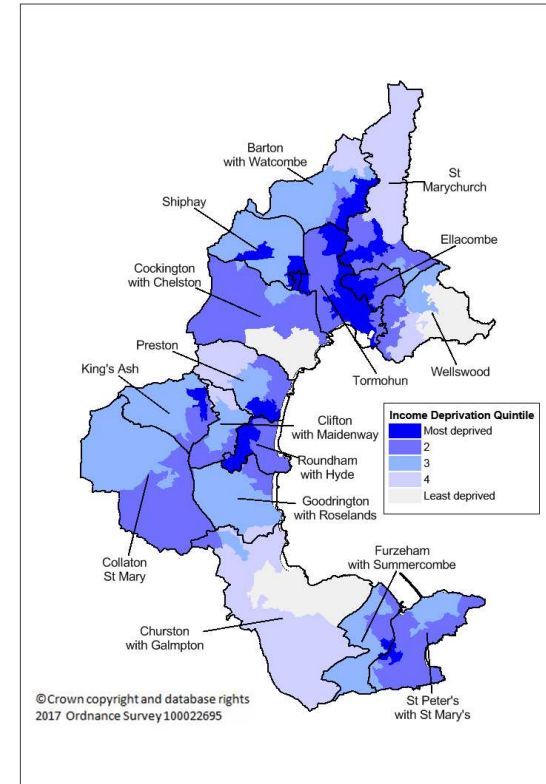 Barton
with Watcombe
St
Marychurch
Shiphay
Ellacombe
Cockington
with Chelston
Preston
Tormohun
Wellswood
King's Ash
Clifton
with Maidenway
Roundham
with Hyde
Goodrington
with Roselands
Income Deprivation Quintile
Most deprived
2
3
4
Least deprived
Collaton
St Mary
Furzeham
with Summercombe
Churston
with Galmpton
St Peter's
with St Mary's
©Crown copyright and database rights
2017 Ordnance Survey 100022695